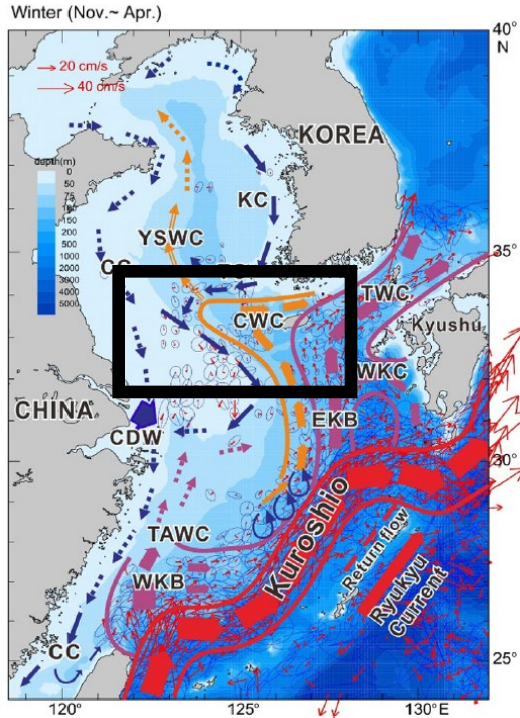 Winter (Nov.~ Apr.)
40°
N
20 cm/s
40 cm/s
KOREA
depth(m)
0
50
75
100
150
200
250
500
1000
2000
3000
4000
5000
KC
YSWC
35°
TWC
CWC
Kyushu
WKC
CHINA
EKB
CDW
30°
TAWC
Kuroshio
WKB
Return flow
Ryukyu
Current
CC
25°
120°
125°
130°E